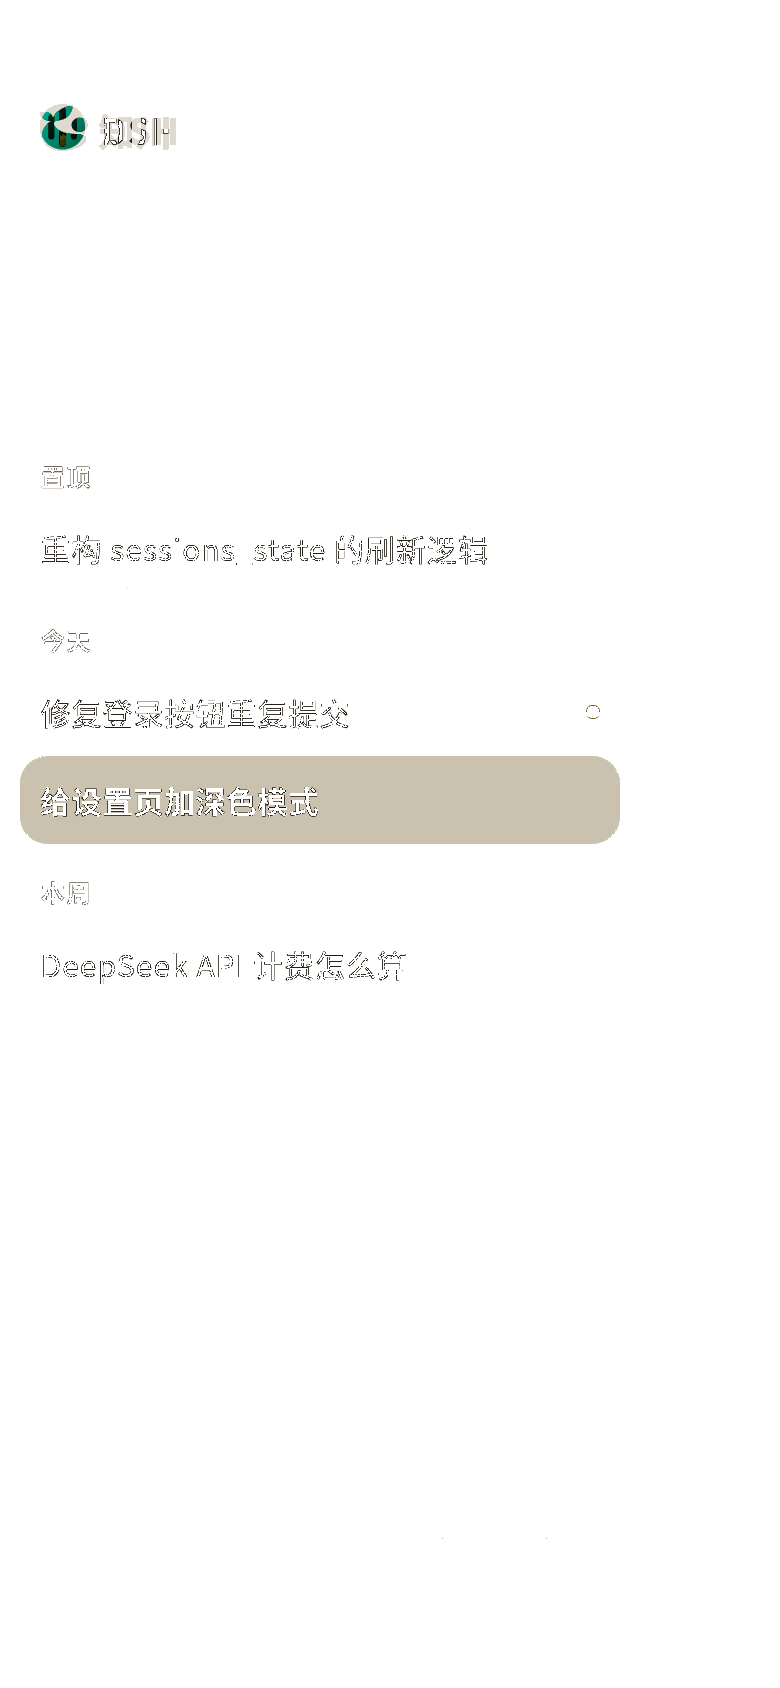 置顶
重构 sessions_state 的刷新逻辑
今天
修复登录按钮重复提交
给设置页加深色模式
本周
DeepSeek API 计费怎么算